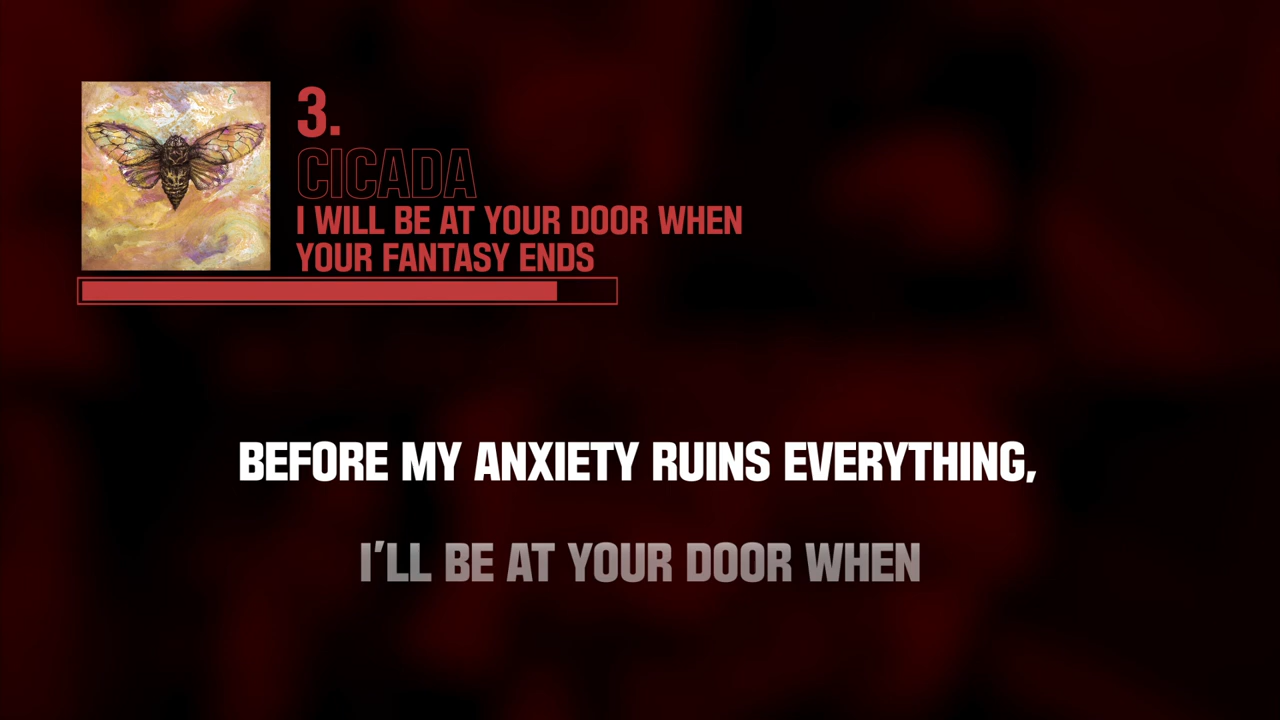 3.
CICADA
I WILL BE AT YOUR DOOR WHEN
YOUR FANTASY ENDS
BEFORE MY ANXIETY RUINS EVERYTHING,
I'LL BE AT YOUR DOOR WHEN